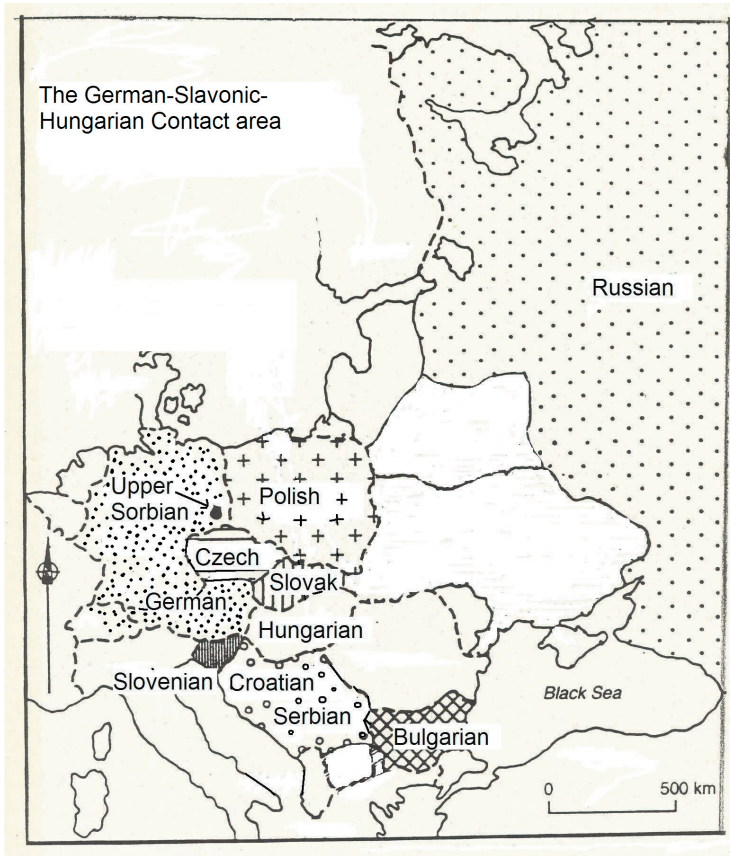 The German-Slavonic-
Hungarian Contact area
Russian
Upper
Sorbian
Polish
Czech
Slovak
German
Hungarian
Slovenian
Croatian
Serbian
Black Sea
Bulgarian
0
500 km